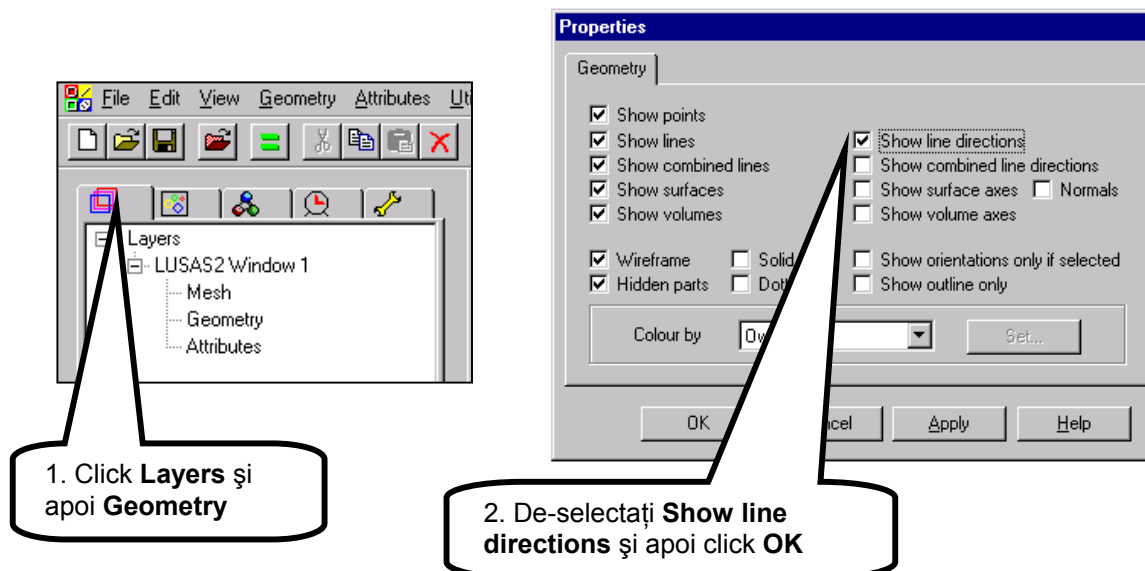 File Edit View Geometry Attributes
Layers
LUSAS2 Window 1
Mesh
Geometry
Attributes
1. Click Layers şi
apoi Geometry
Properties
Geometry
Show points
Show lines Show line directions
Show combined lines Show combined line directions
Show surfaces Show surface axes Normals
Show volumes Show volume axes
Wireframe Solid Show orientations only if selected
Hidden parts Show outline only
Colour by Set...
OK Apply Help
2. De-selectați Show line
directions şi apoi click OK